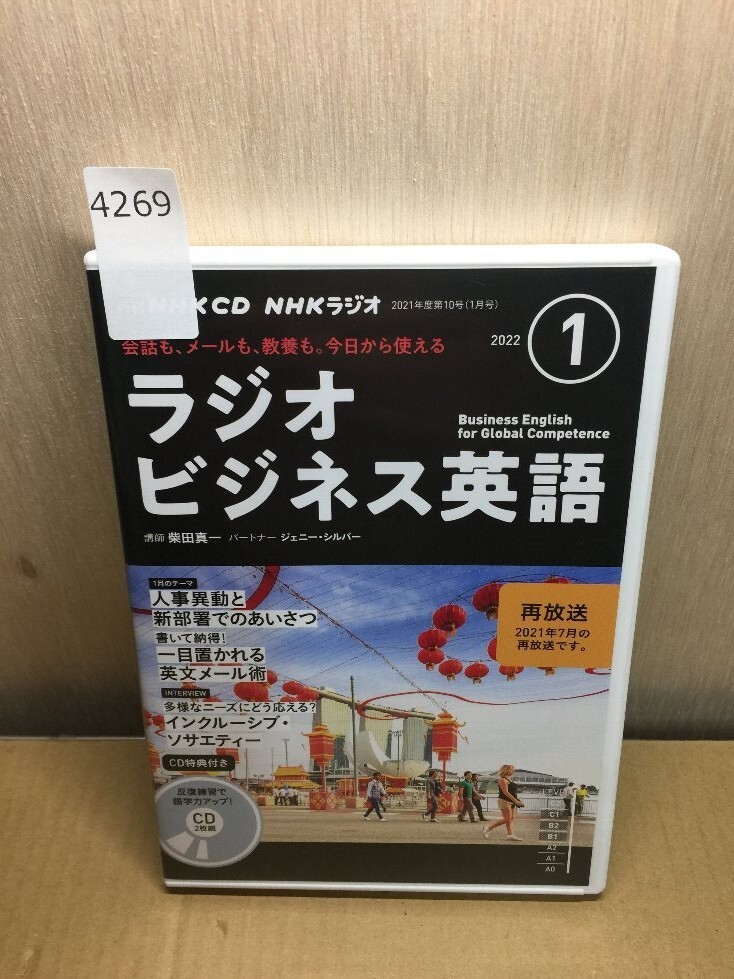 4269
NHKCD NHKラジオ 2021年度第10号(1月号)
会話も、メールも、教養も。今日から使える
2022 1
ラジオ
ビジネス英語
Business English
for Global Competence
講師 柴田真一 パートナー ジェニー・シルバー
1月のテーマ
人事異動と
新部署でのあいさつ
書いて納得!
一目置かれる
英文メール術
INTERVIEW
多様なニーズにどう応える?
インクルーシブ・
ソサエティー
CD特典付き
再放送
2021年7月の
再放送です。
反復練習で
語学力アップ!
CD
2枚組
LEVEL
C1
B2
B1
A2
A1
A0